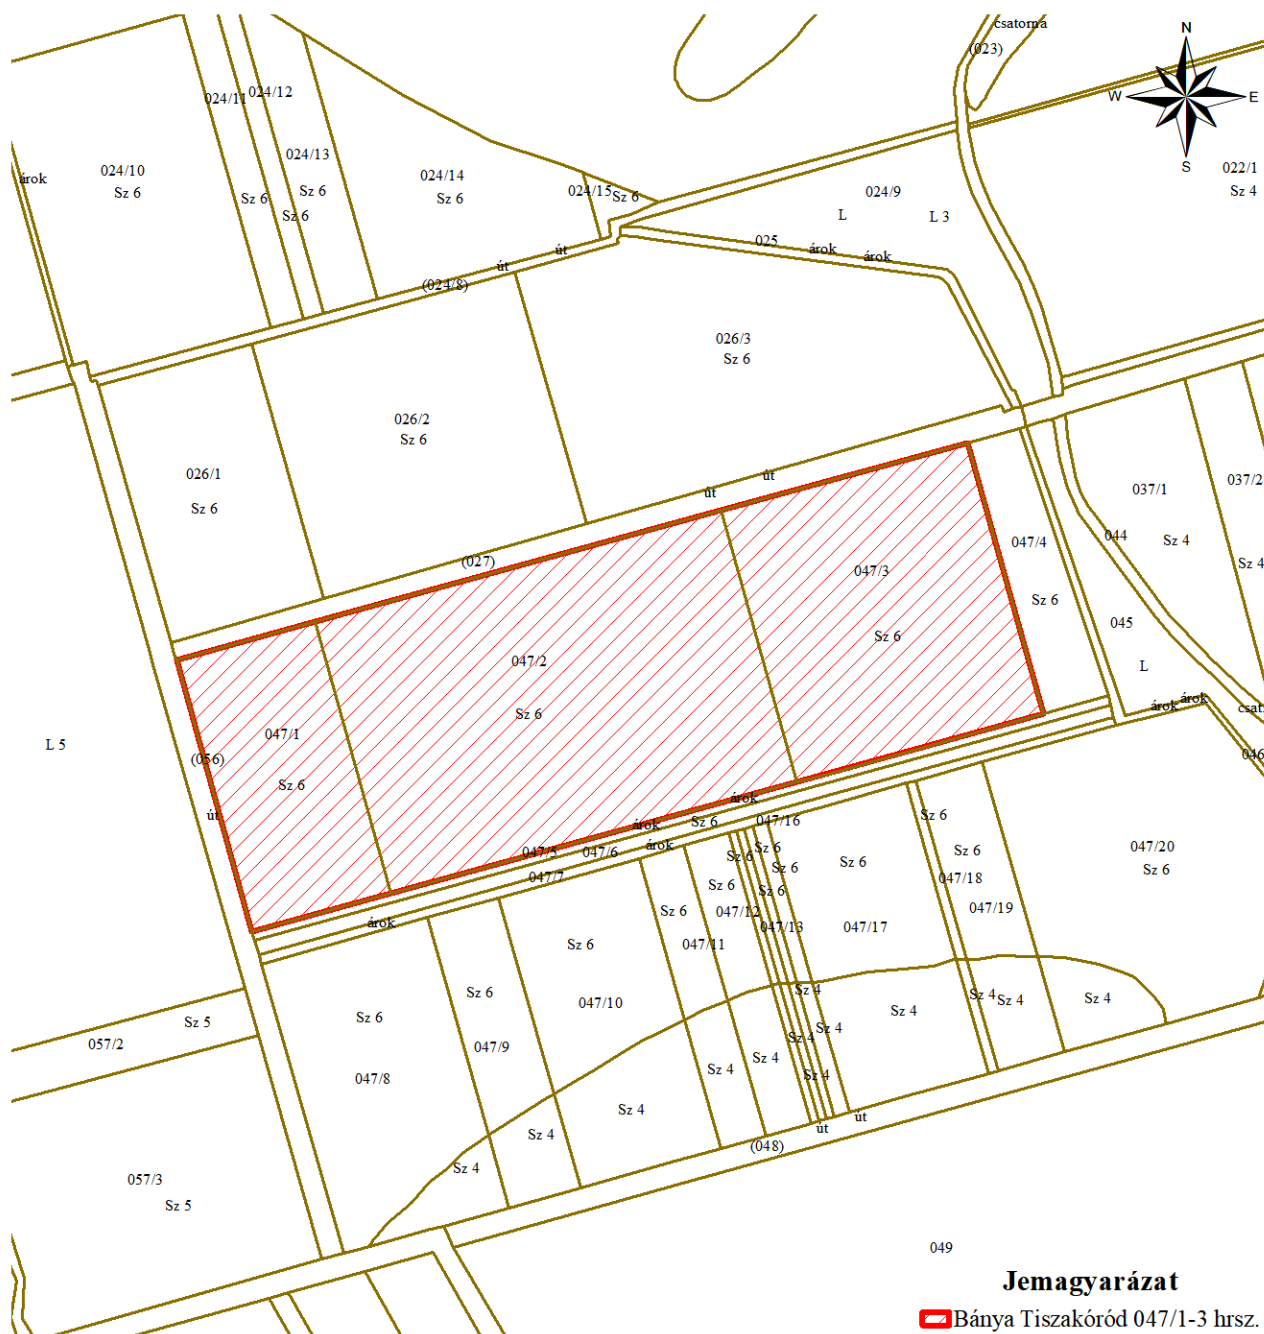 csatorna
(023)
N
W
E
S
024/11
024/12
024/13
024/10
Sz 6
árok
Sz 6
Sz 6
Sz 6
024/14
Sz 6
024/15
Sz 6
024/9
L
L 3
022/1
Sz 4
025
árok
árok
út
út
(024/8)
026/3
Sz 6
026/2
Sz 6
026/1
Sz 6
út
út
(027)
037/1
Sz 4
037/2
Sz 4
044
047/4
Sz 6
045
L
047/3
Sz 6
047/2
Sz 6
047/1
Sz 6
L 5
(056)
út
árok
árok
046
árok
árok
árok
árok
Sz 6
047/16
047/5
047/6
047/7
Sz 6
Sz 6
Sz 6
Sz 6
Sz 6
Sz 6
Sz 6
Sz 6
047/20
Sz 6
Sz 6
Sz 6
047/12
047/13
047/11
047/17
047/18
047/19
Sz 6
047/10
Sz 6
047/9
Sz 6
047/8
Sz 5
057/2
Sz 4
Sz 4
Sz 4
Sz 4
Sz 4
Sz 4
Sz 4
Sz 4
Sz 4
Sz 4
Sz 4
Sz 4
Sz 4
út
út
(048)
057/3
Sz 5
049
Jemagyarázat
Bánya Tiszakóród 047/1-3 hrsz.